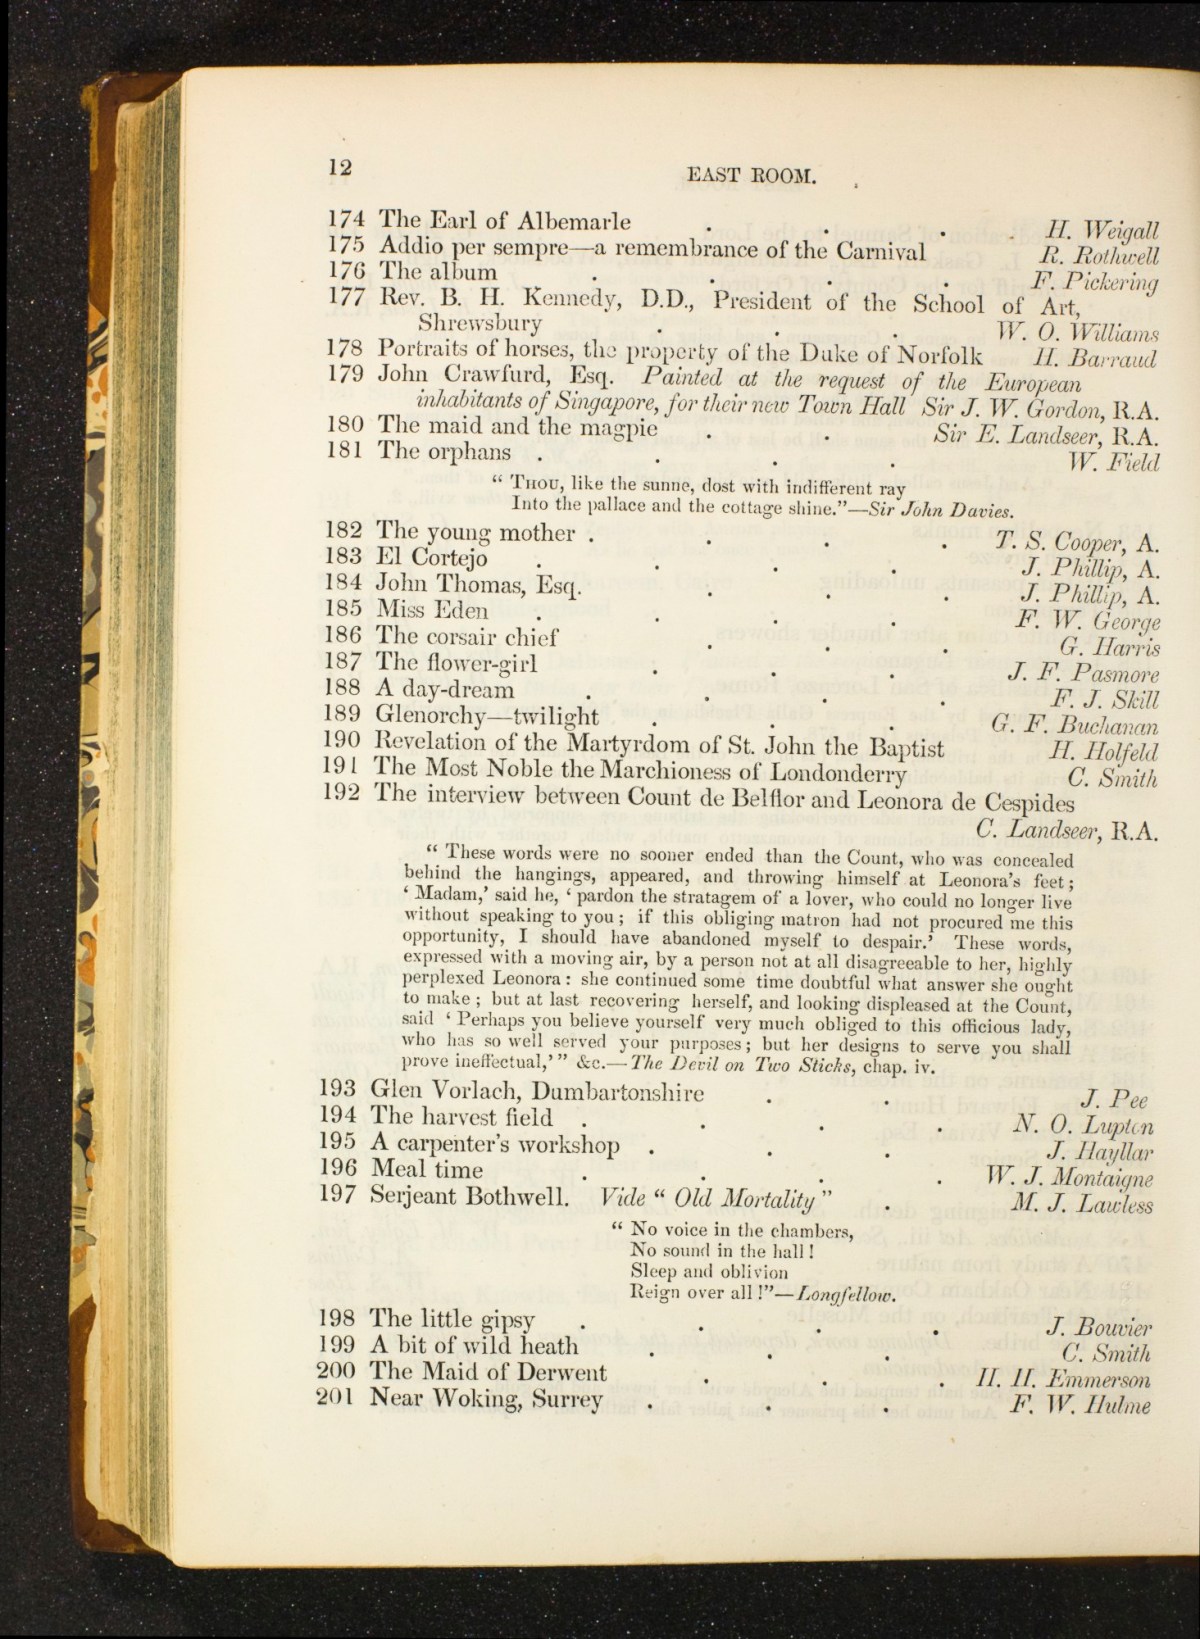 12
EAST ROOM.
174 The Earl of Albemarle . . . . H. Weigall
175 Addio per sempre—a remembrance of the Carnival R. Rothwell
176 The album . . . . F. Pickering
177 Rev. B. H. Kennedy, D.D., President of the School of Art,
Shrewsbury . . . W. O. Williams
178 Portraits of horses, the property of the Duke of Norfolk H. Barraud
179 John Crawfurd, Esq. Painted at the request of the European
inhabitants of Singapore, for their new Town Hall Sir J. W. Gordon, R.A.
180 The maid and the magpie . . Sir E. Landseer, R.A.
181 The orphans . . . . W. Field
“ Thou, like the sunne, dost with indifferent ray
Into the pallace and the cottage shine.”—Sir John Davies.
182 The young mother . . . . T. S. Cooper, A.
183 El Cortejo . . . . J. Phillip, A.
184 John Thomas, Esq. . . . J. Phillip, A.
185 Miss Eden . . . . F. W. George
186 The corsair chief . . . G. Harris
187 The flower-girl . . . J. F. Pasmore
188 A day-dream . . . . F. J. Skill
189 Glenorchy—twilight . . . G. F. Buchanan
190 Revelation of the Martyrdom of St. John the Baptist H. Holfeld
191 The Most Noble the Marchioness of Londonderry C. Smith
192 The interview between Count de Belflor and Leonora de Cespides
C. Landseer, R.A.
“ These words were no sooner ended than the Count, who was concealed
behind the hangings, appeared, and throwing himself at Leonora’s feet;
‘ Madam,’ said he, ‘ pardon the stratagem of a lover, who could no longer live
without speaking to you ; if this obliging matron had not procured me this
opportunity, I should have abandoned myself to despair.’ These words,
expressed with a moving air, by a person not at all disagreeable to her, highly
perplexed Leonora : she continued some time doubtful what answer she ought
to make ; but at last recovering herself, and looking displeased at the Count,
said ‘ Perhaps you believe yourself very much obliged to this officious lady,
who has so well served your purposes; but her designs to serve you shall
prove ineffectual,’ ” &c.—The Devil on Two Sticks, chap. iv.
193 Glen Vorlach, Dumbartonshire . . J. Pee
194 The harvest field . . . . N. O. Lupton
195 A carpenter’s workshop . . . J. Hayllar
196 Meal time . . . . W. J. Montaigne
197 Serjeant Bothwell. Vide “ Old Mortality ” . M. J. Lawless
“ No voice in the chambers,
No sound in the hall !
Sleep and oblivion
Reign over all !”—Longfellow.
198 The little gipsy . . . . J. Bouvier
199 A bit of wild heath . . . C. Smith
200 The Maid of Derwent . . . H. H. Emmerson
201 Near Woking, Surrey . . . F. W. Hulme